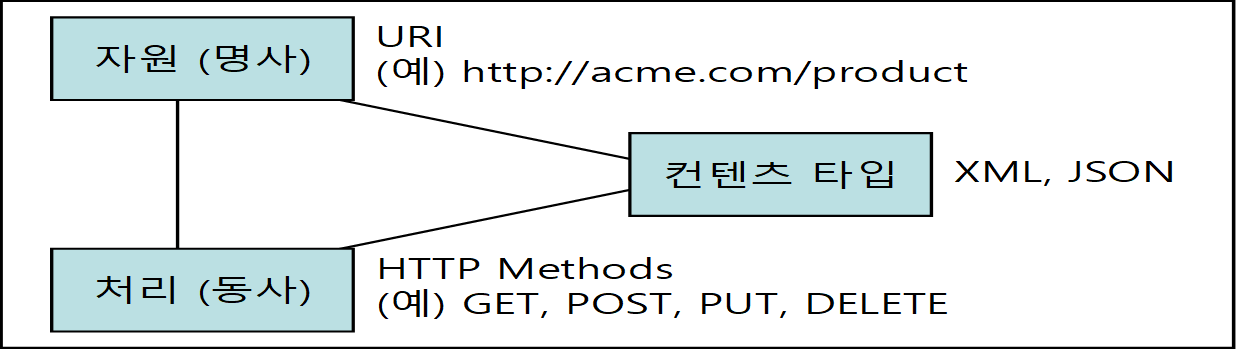 자원 (명사)
URI
(예) http://acme.com/product
컨텐츠 타입
XML, JSON
처리 (동사)
HTTP Methods
(예) GET, POST, PUT, DELETE